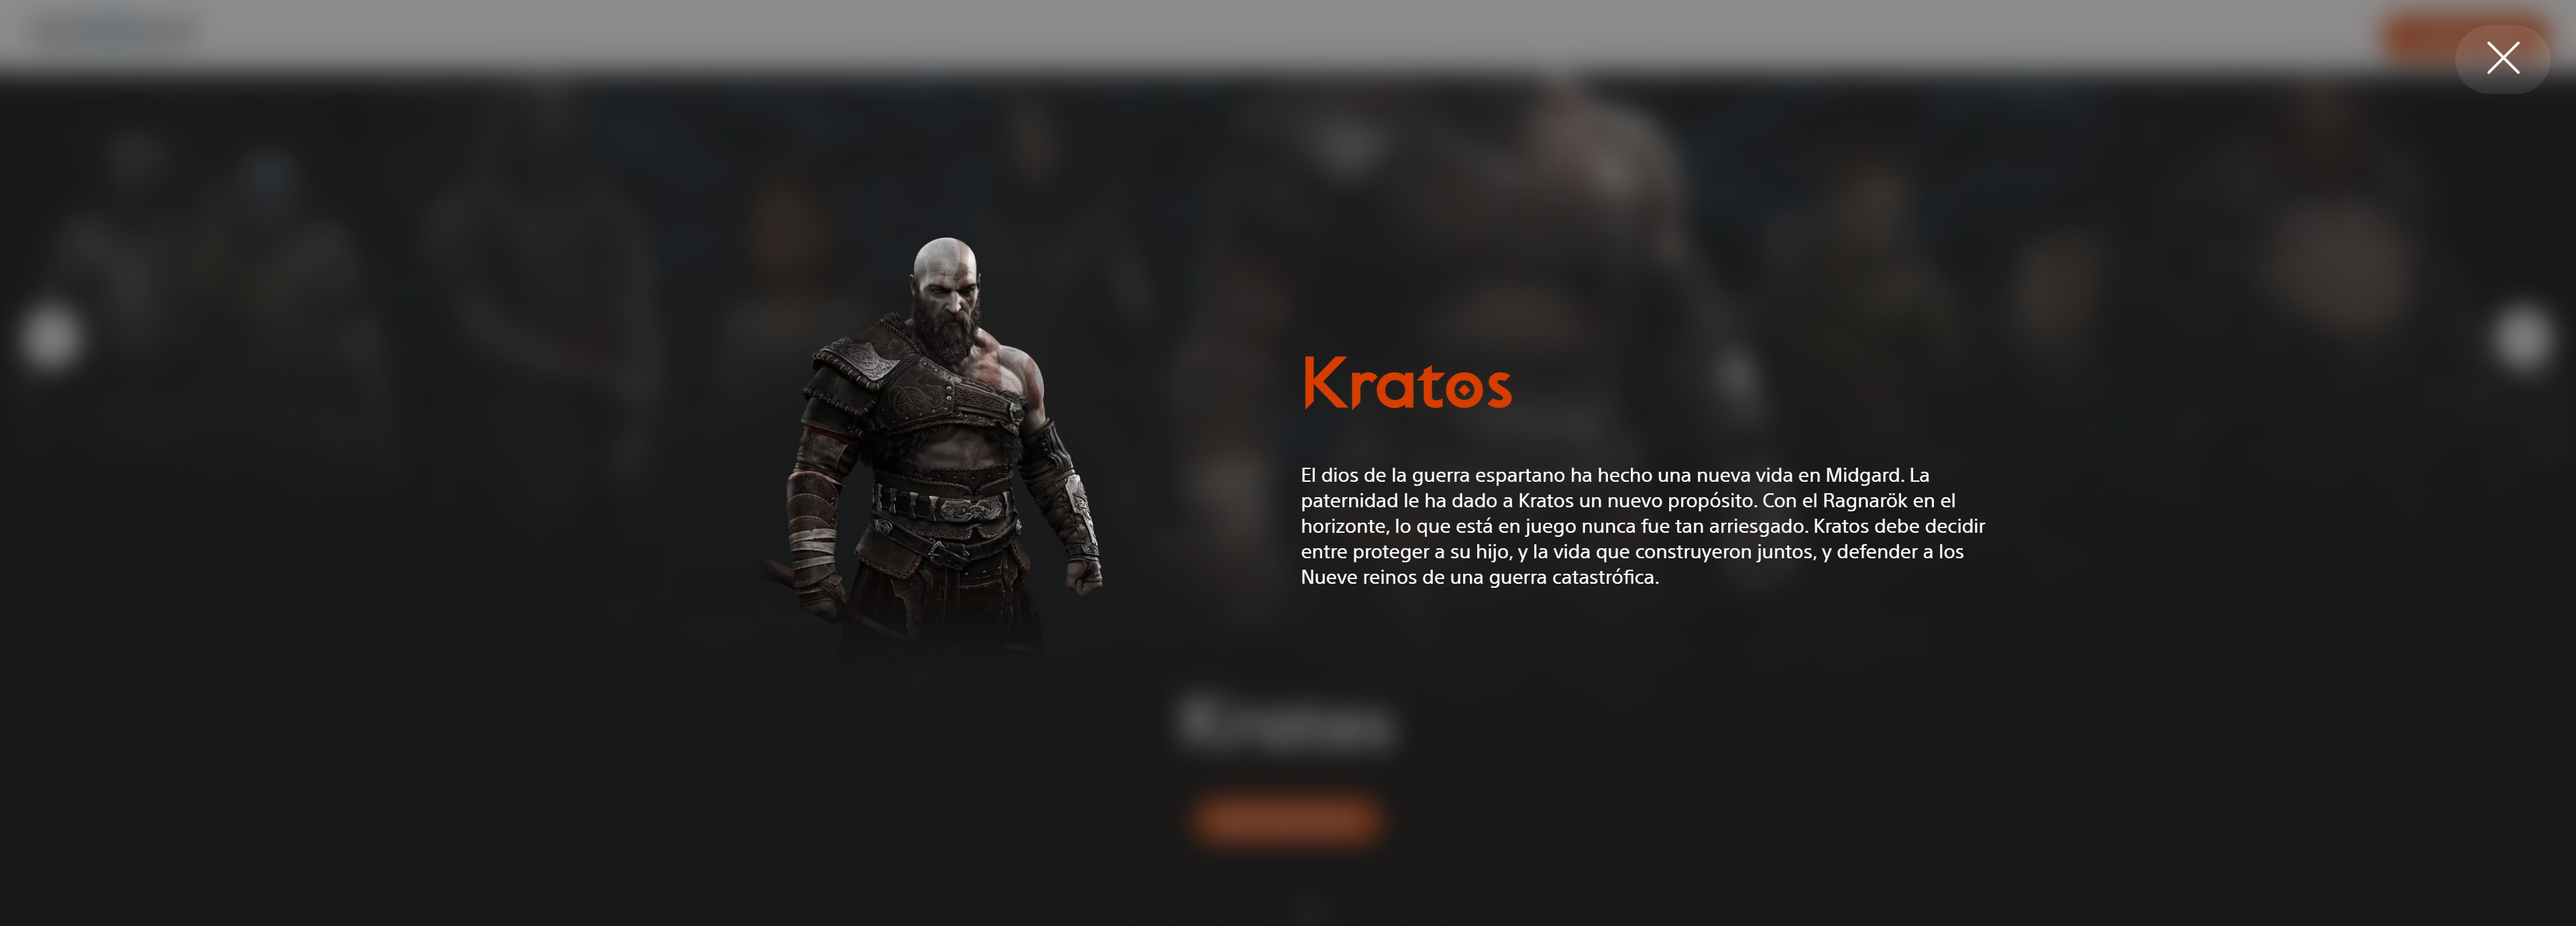 Kratos
El dios de la guerra espartano ha hecho una nueva vida en Midgard. La
paternidad le ha dado a Kratos un nuevo propósito. Con el Ragnarök en el
horizonte, lo que está en juego nunca fue tan arriesgado. Kratos debe decidir
entre proteger a su hijo, y la vida que construyeron juntos, y defender a los
Nueve reinos de una guerra catastrófica.
Kratos